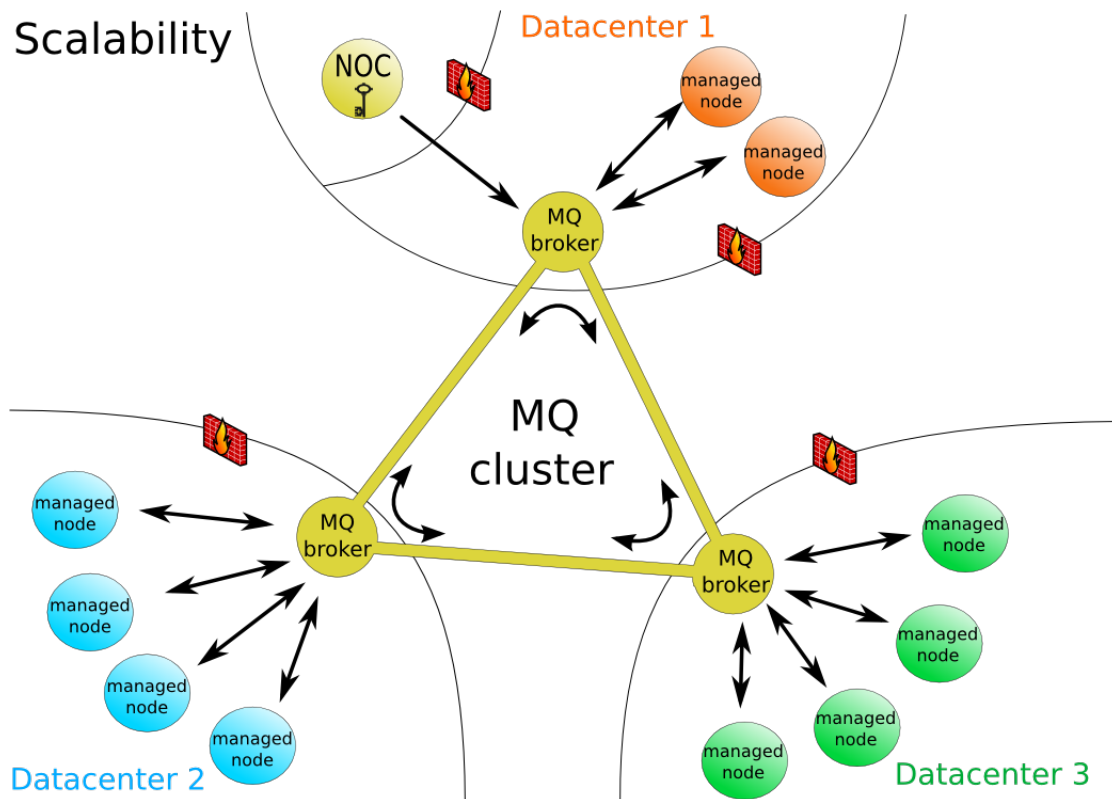 Scalability
Datacenter 1
NOC
managed
node
managed
node
MQ
broker
MQ
cluster
managed
node
MQ
broker
managed
node
managed
node
managed
node
Datacenter 2
MQ
broker
managed
node
managed
node
managed
node
managed
node
Datacenter 3